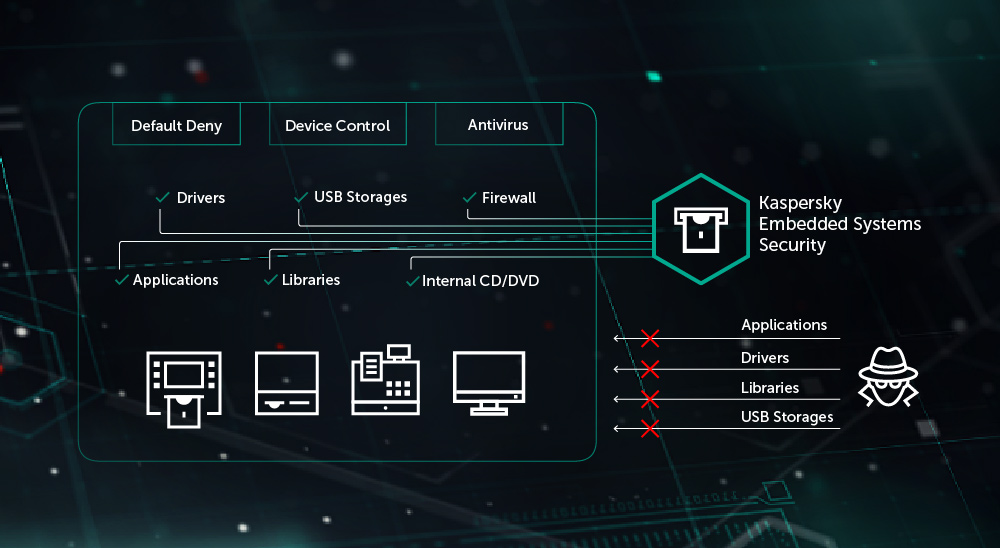 Default Deny
Device Control
Antivirus
Drivers
USB Storages
Firewall
Kaspersky
Embedded Systems
Security
Applications
Libraries
Internal CD/DVD
Applications
Drivers
Libraries
USB Storages